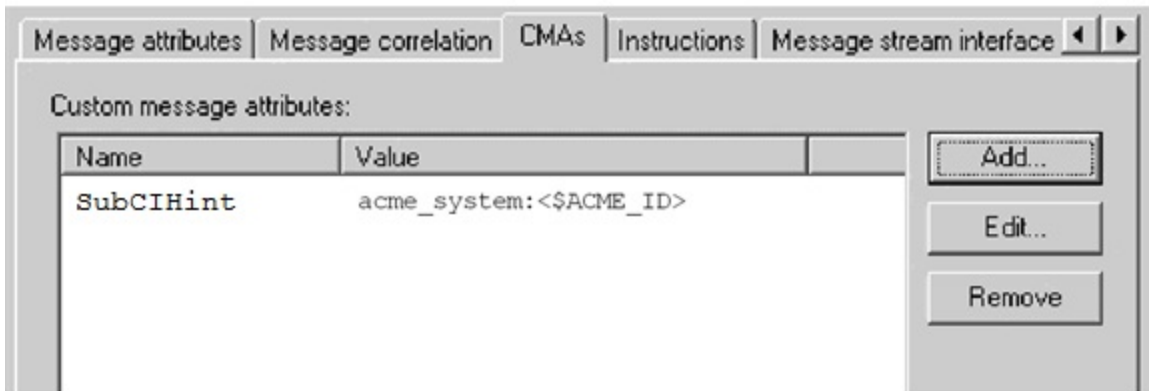 Message attributes Message correlation CMAs Instructions Message stream interface
Custom message attributes:
Name Value
Add...
SubCIHint acme_system:<$ACME_ID>
Edit...
Remove